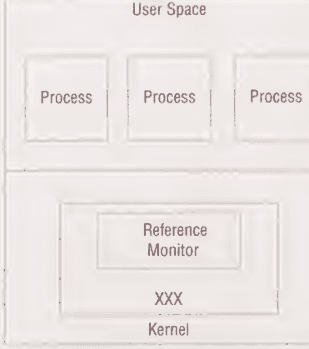 User Space
Process Process Process
Reference
Monitor
XXX
Kernel